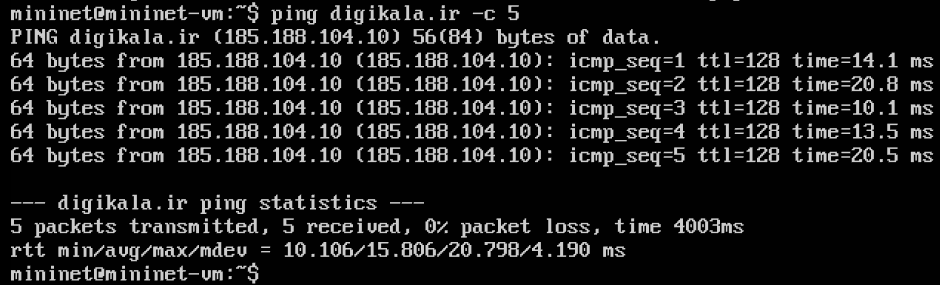 mininet@mininet-vm:~$ ping digikala.ir -c 5
PING digikala.ir (185.188.104.10) 56(84) bytes of data.
64 bytes from 185.188.104.10 (185.188.104.10): icmp_seq=1 ttl=128 time=14.1 ms
64 bytes from 185.188.104.10 (185.188.104.10): icmp_seq=2 ttl=128 time=20.8 ms
64 bytes from 185.188.104.10 (185.188.104.10): icmp_seq=3 ttl=128 time=10.1 ms
64 bytes from 185.188.104.10 (185.188.104.10): icmp_seq=4 ttl=128 time=13.5 ms
64 bytes from 185.188.104.10 (185.188.104.10): icmp_seq=5 ttl=128 time=20.5 ms

--- digikala.ir ping statistics ---
5 packets transmitted, 5 received, 0% packet loss, time 4003ms
rtt min/avg/max/mdev = 10.106/15.806/20.798/4.190 ms
mininet@mininet-vm:~$